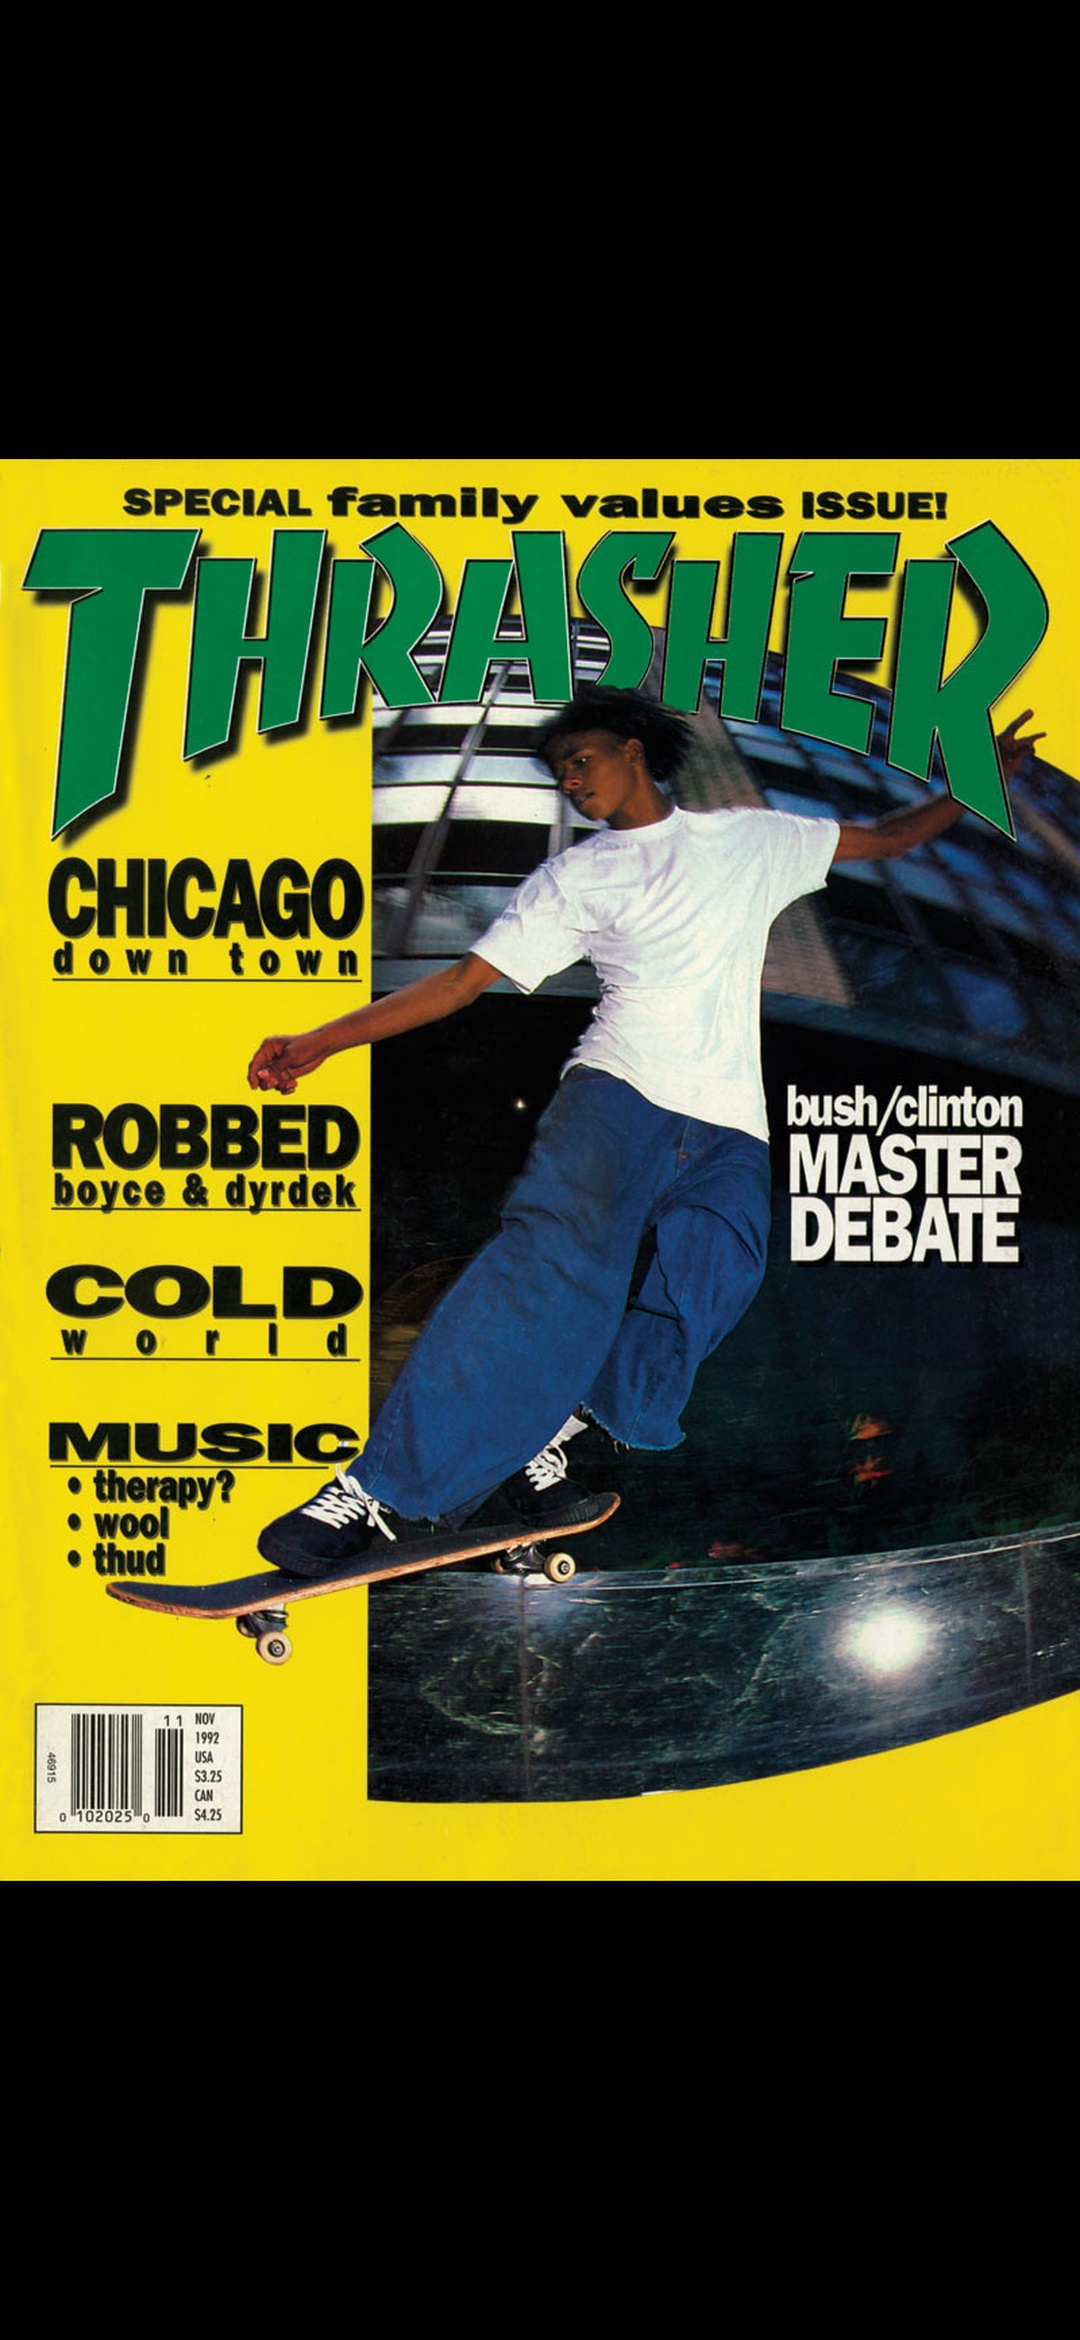 SPECIAL family values ISSUE!
THRASHER
CHICAGO
down town
ROBBED
boyce & dyrdek
COLD
world
MUSIC
• therapy?
• wool
• thud
bush/clinton
MASTER
DEBATE
46915
0 102025 0
11
NOV
1992
USA
$3.25
CAN
$4.25